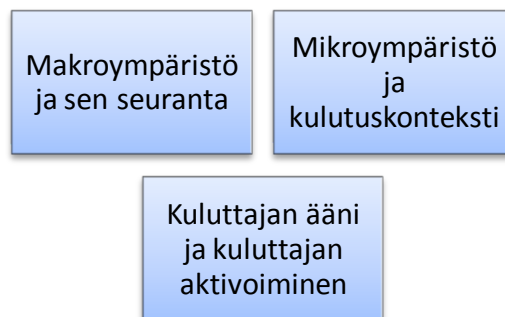 Makroympäristö
ja sen seuranta
Mikroympäristö
ja
kulutuskonteksti
Kuluttajan ääni
ja kuluttajan
aktivoiminen